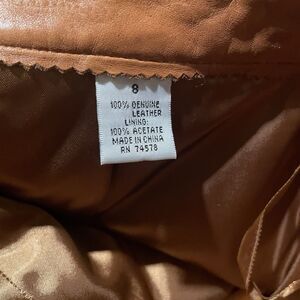 8
100% GENUINE
LEATHER
LINING:
100% ACETATE
MADE IN CHINA
RN 74578